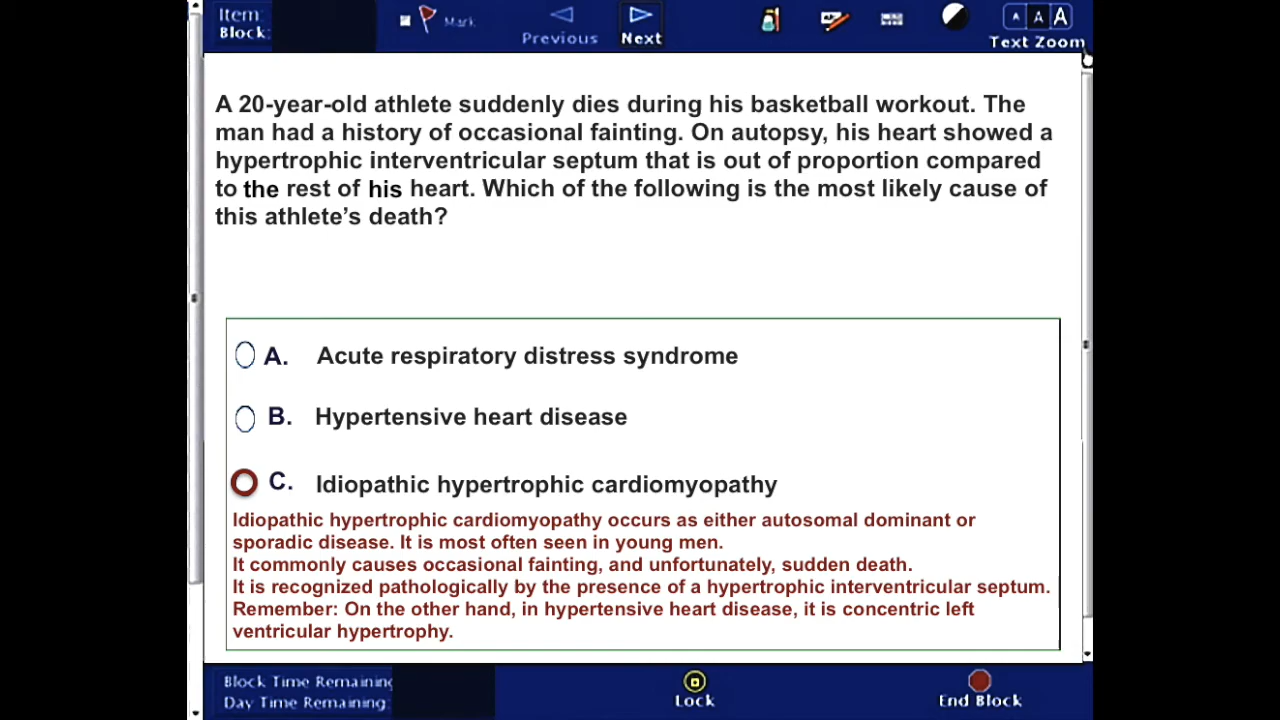 Item:
Block:
Mark
Previous
Next
A A A
Text Zoom
A 20-year-old athlete suddenly dies during his basketball workout. The
man had a history of occasional fainting. On autopsy, his heart showed a
hypertrophic interventricular septum that is out of proportion compared
to the rest of his heart. Which of the following is the most likely cause of
this athlete’s death?
A. Acute respiratory distress syndrome
B. Hypertensive heart disease
C. Idiopathic hypertrophic cardiomyopathy
Idiopathic hypertrophic cardiomyopathy occurs as either autosomal dominant or
sporadic disease. It is most often seen in young men.
It commonly causes occasional fainting, and unfortunately, sudden death.
It is recognized pathologically by the presence of a hypertrophic interventricular septum.
Remember: On the other hand, in hypertensive heart disease, it is concentric left
ventricular hypertrophy.
Block Time Remaining
Day Time Remaining:
Lock
End Block